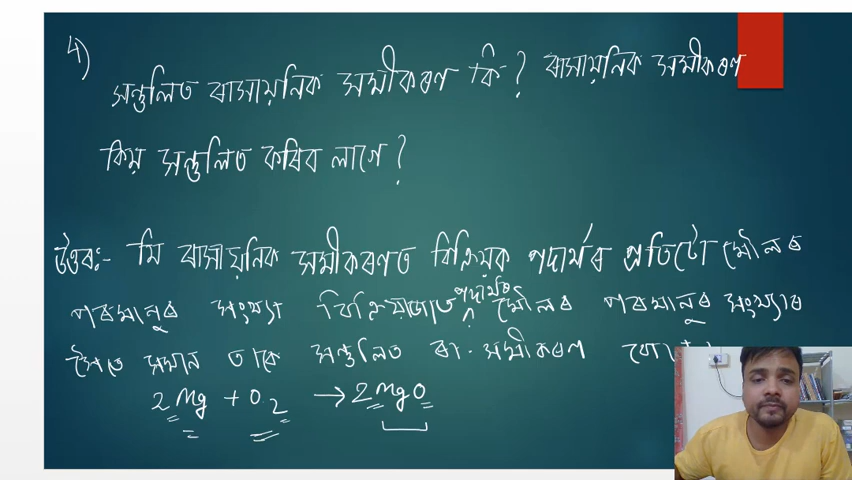 4)
সন্তুলিত ৰাসায়নিক সমীকৰণ কি? ৰাসায়নিক সমীকৰণ
কিয় সন্তুলিত কৰিব লাগে?
উত্তৰঃ- যি ৰাসায়নিক সমীকৰণত বিক্ৰিয়ক পদাৰ্থৰ প্ৰতিটো মৌলৰ
পৰমানুৰ সংখ্যা বিক্ৰিয়াজাত পদাৰ্থৰ মৌলৰ পৰমানুৰ সংখ্যাৰ
সৈতে সমান তাকে সন্তুলিত ৰা. সমীকৰণ
2Mg + O₂ → 2MgO